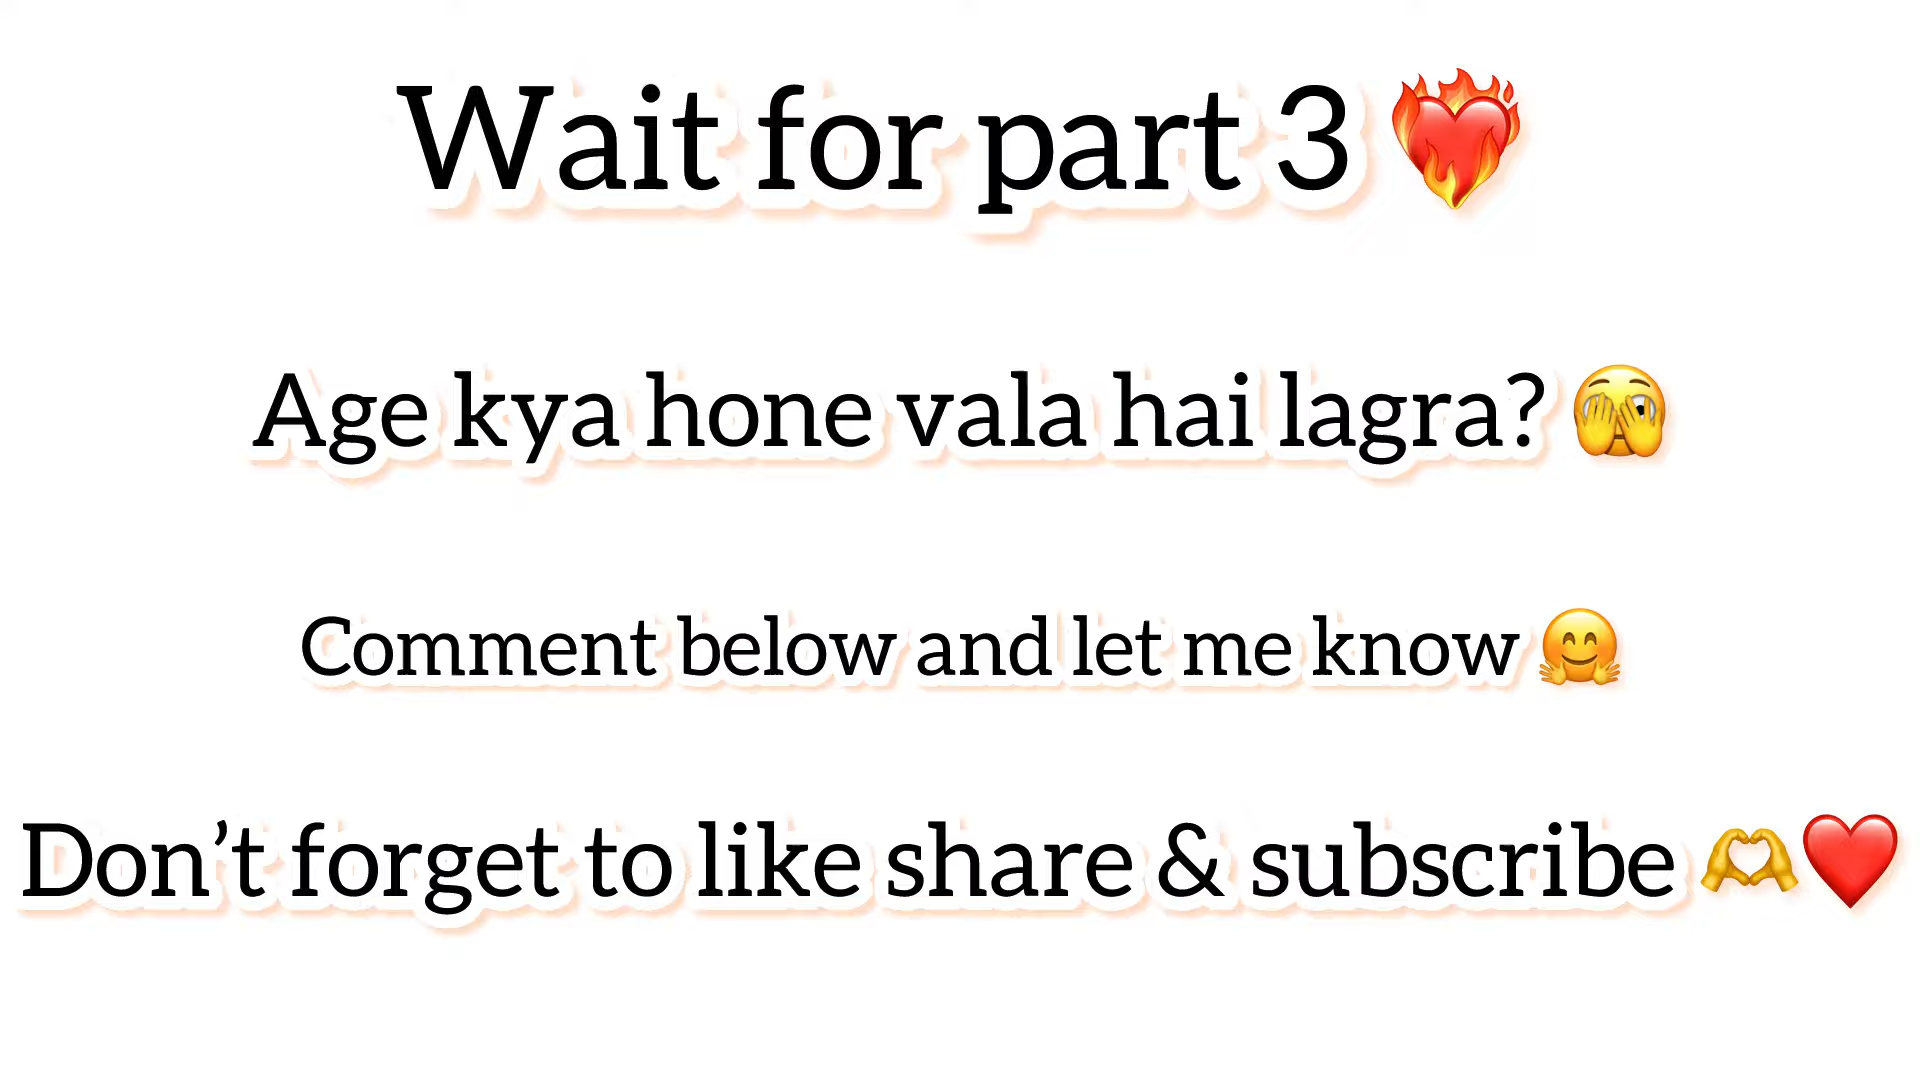 Wait for part 3 ❤️‍🔥
Age kya hone vala hai lagra? 🫣
Comment below and let me know 🤗
Don’t forget to like share & subscribe 🫶❤️